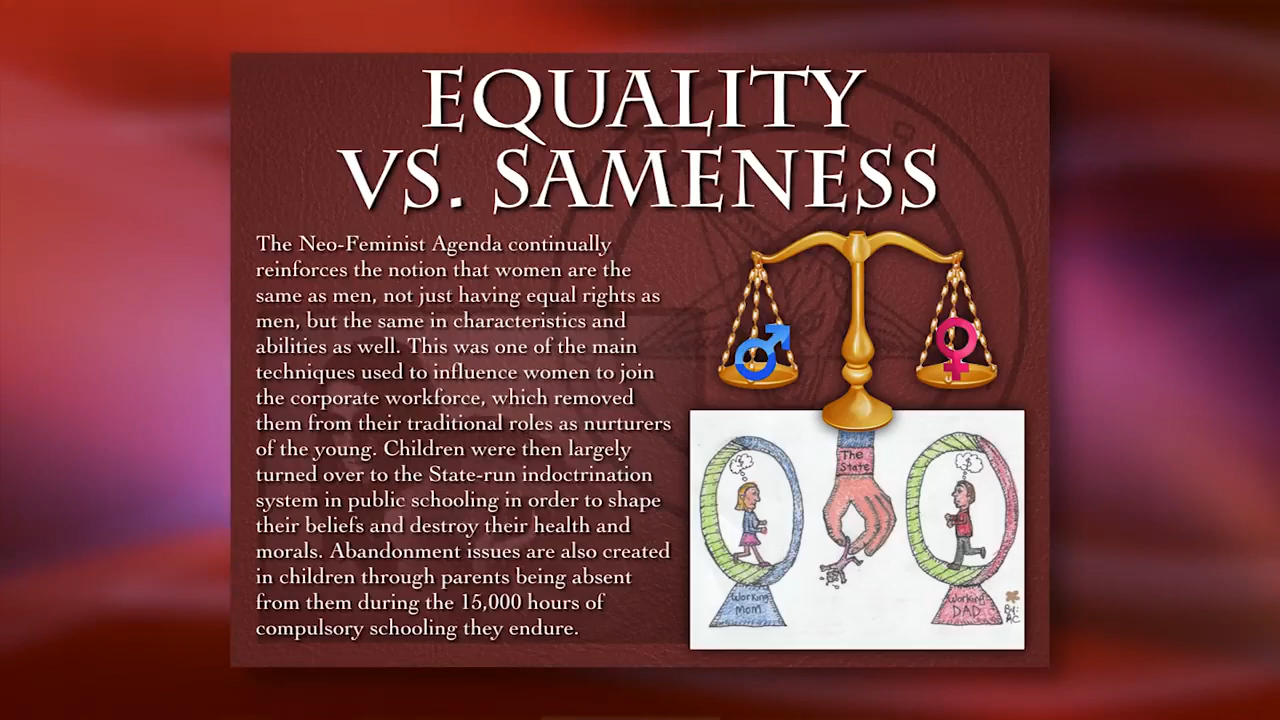 EQUALITY
VS. SAMENESS
The Neo-Feminist Agenda continually
reinforces the notion that women are the
same as men, not just having equal rights as
men, but the same in characteristics and
abilities as well. This was one of the main
techniques used to influence women to join
the corporate workforce, which removed
them from their traditional roles as nurturers
of the young. Children were then largely
turned over to the State-run indoctrination
system in public schooling in order to shape
their beliefs and destroy their health and
morals. Abandonment issues are also created
in children through parents being absent
from them during the 15,000 hours of
compulsory schooling they endure.
The
State
$
$
Working
MOM
Working
DAD
By:
AC